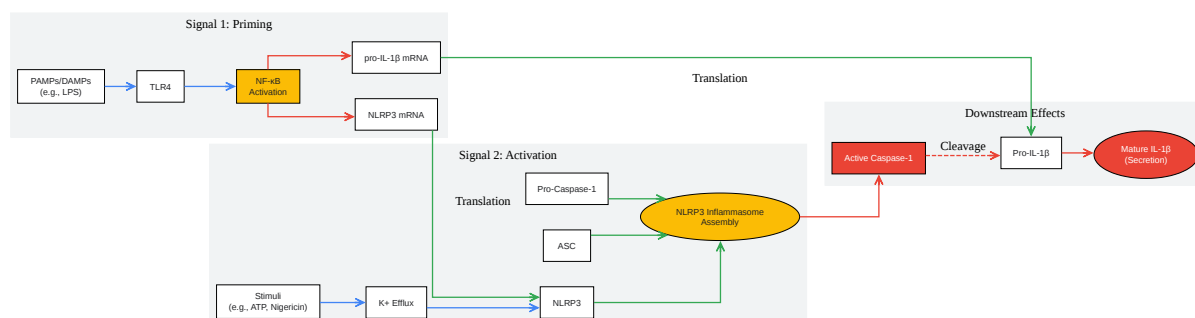 Signal 1: Priming
PAMPs/DAMPs
(e.g., LPS)
TLR4
NF-κB
Activation
pro-IL-1β mRNA
NLRP3 mRNA
Translation
Signal 2: Activation
Pro-Caspase-1
Translation
ASC
NLRP3 Inflammasome
Assembly
Stimuli
(e.g., ATP, Nigericin)
K+ Efflux
NLRP3
Downstream Effects
Active Caspase-1
Cleavage
Pro-IL-1β
Mature IL-1β
(Secretion)